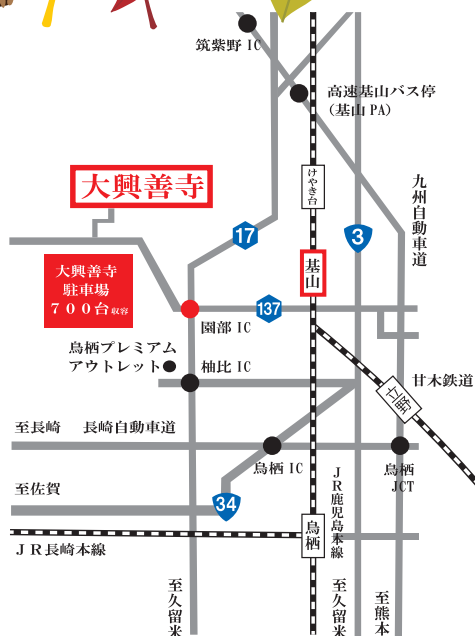 筑紫野 IC
高速基山バス停
(基山 PA)
けやき台
九州自動車道
大興善寺
17
3
基山
大興善寺
駐車場
700台収容
137
園部 IC
鳥栖プレミアム
アウトレット
柚比 IC
甘木鉄道
立野
至長崎 長崎自動車道
鳥栖 IC
鳥栖
JCT
至佐賀
34
JR鹿児島本線
鳥栖
JR長崎本線
至久留米
至久留米
至熊本